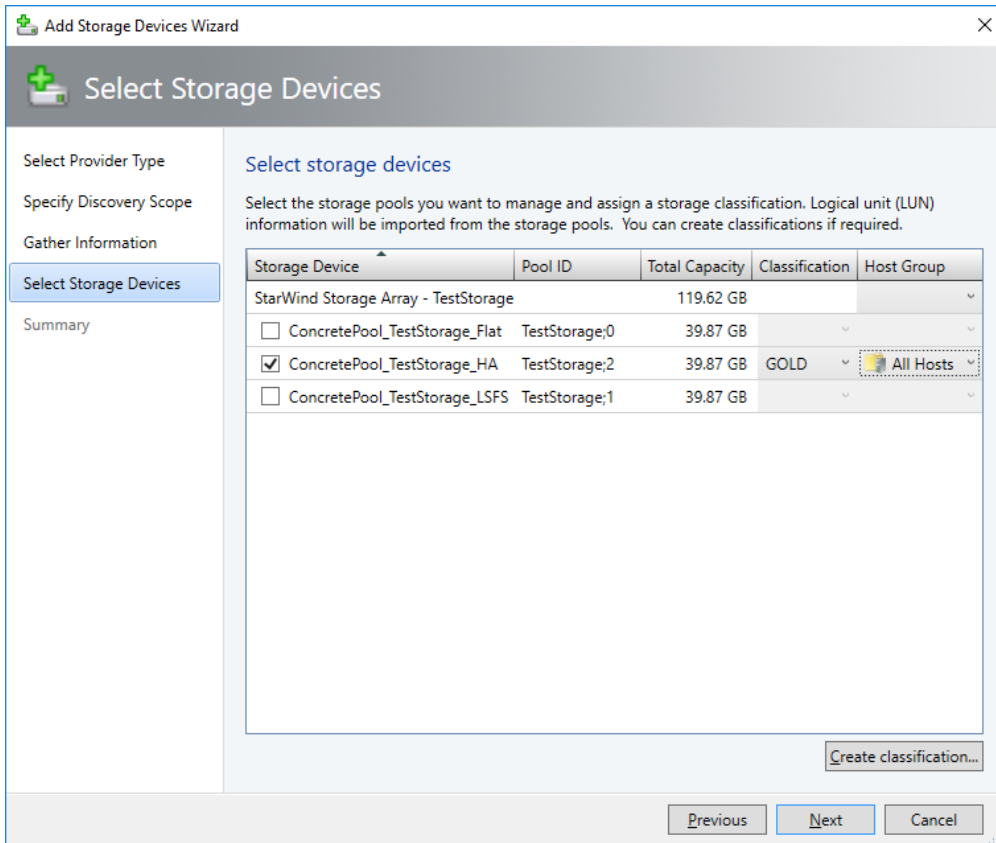 Add Storage Devices Wizard
Select Storage Devices
Select Provider Type
Specify Discovery Scope
Gather Information
Select Storage Devices
Summary
Select storage devices
Select the storage pools you want to manage and assign a storage classification. Logical unit (LUN)
information will be imported from the storage pools.  You can create classifications if required.
Storage Device Pool ID Total Capacity Classification Host Group
StarWind Storage Array - TestStorage 119.62 GB
ConcretePool_TestStorage_Flat TestStorage;0 39.87 GB
ConcretePool_TestStorage_HA TestStorage;2 39.87 GB GOLD All Hosts
ConcretePool_TestStorage_LSFS TestStorage;1 39.87 GB
Create classification...
Previous Next Cancel